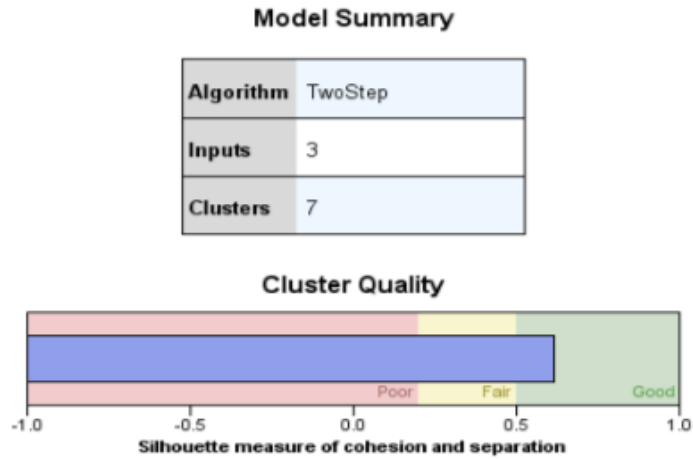 Model Summary
Algorithm TwoStep
Inputs 3
Clusters 7
Cluster Quality
Poor Fair Good
-1.0 -0.5 0.0 0.5 1.0
Silhouette measure of cohesion and separation